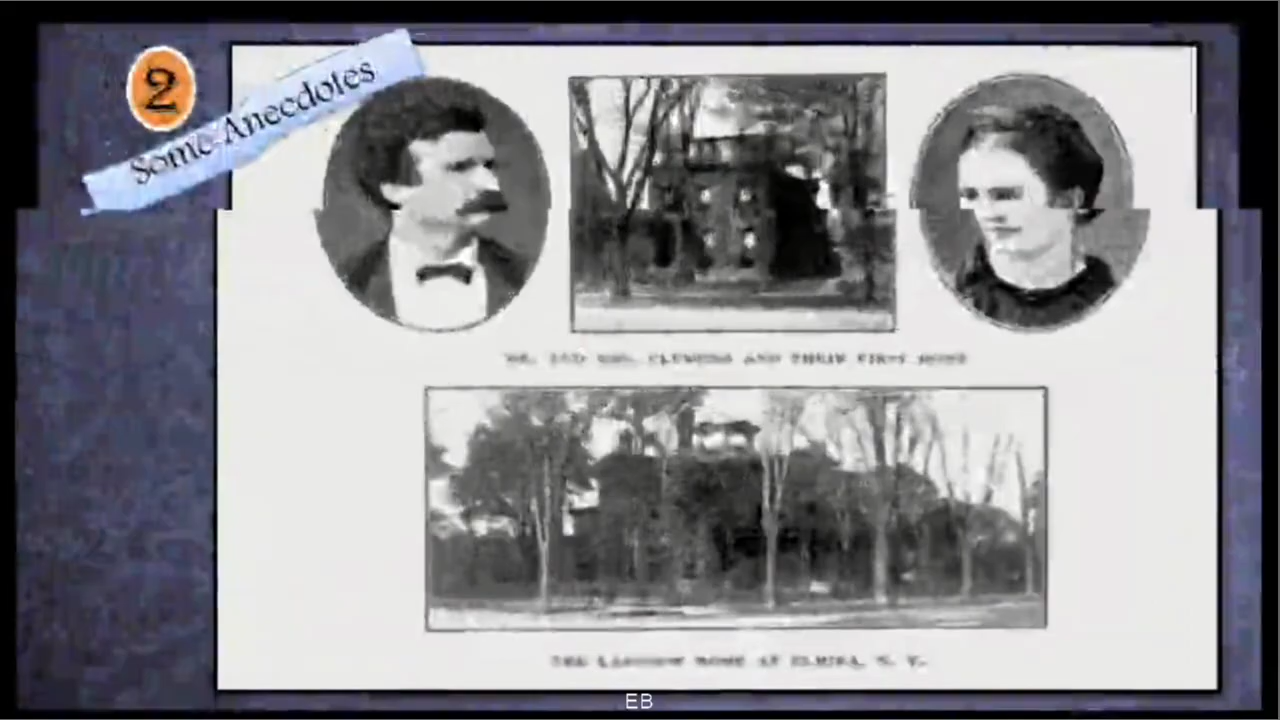 2
Some Anecdotes
MR. AND MRS. CLEMENS AND THEIR FIRST HOME
THE LANGDON HOME AT ELMIRA, N. Y.
EB